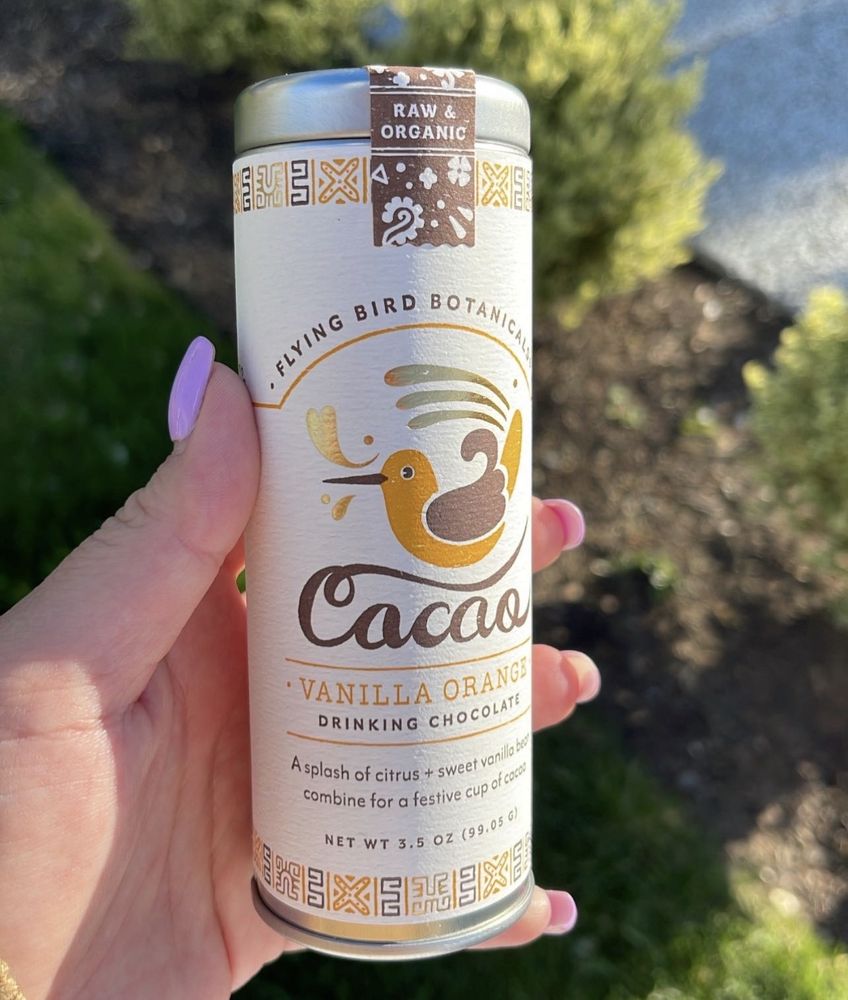 RAW &
ORGANIC
· FLYING BIRD BOTANICALS
Cacao
· VANILLA ORANGE
DRINKING CHOCOLATE
A splash of citrus + sweet vanilla bean
combine for a festive cup of cacao
NET WT 3.5 OZ (99.05 G)